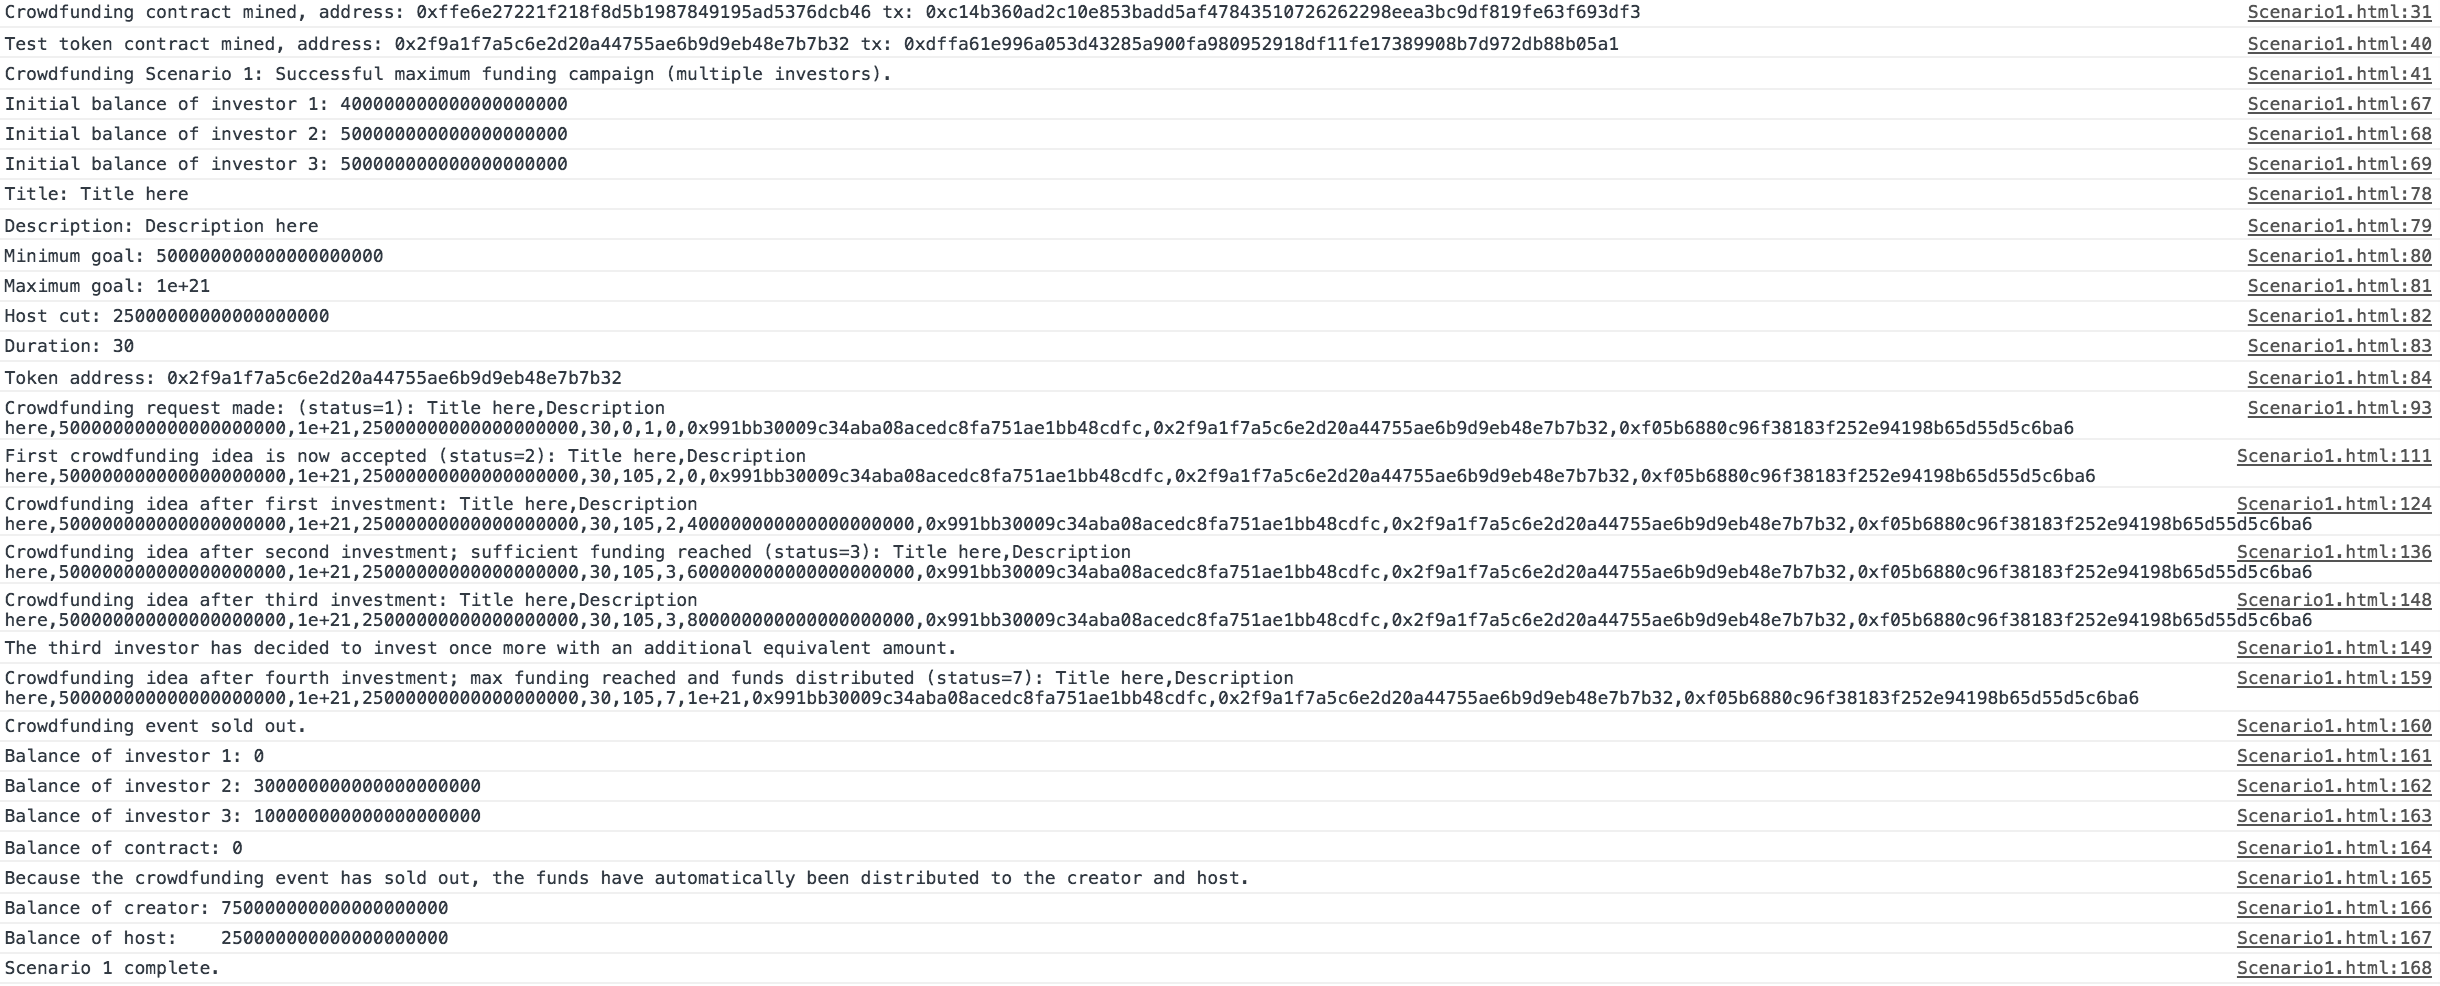 Crowdfunding contract mined, address: 0xffe6e27221f218f8d5b1987849195ad5376dcb46 tx: 0xc14b360ad2c10e853badd5af47843510726262298eea3bc9df819fe63f693df3 Scenario1.html:31
Test token contract mined, address: 0x2f9a1f7a5c6e2d20a44755ae6b9d9eb48e7b7b32 tx: 0xdffa61e996a053d43285a900fa980952918df11fe17389908b7d972db88b05a1 Scenario1.html:40
Crowdfunding Scenario 1: Successful maximum funding campaign (multiple investors). Scenario1.html:41
Initial balance of investor 1: 400000000000000000000 Scenario1.html:67
Initial balance of investor 2: 500000000000000000000 Scenario1.html:68
Initial balance of investor 3: 500000000000000000000 Scenario1.html:69
Title: Title here Scenario1.html:78
Description: Description here Scenario1.html:79
Minimum goal: 500000000000000000000 Scenario1.html:80
Maximum goal: 1e+21 Scenario1.html:81
Host cut: 25000000000000000000 Scenario1.html:82
Duration: 30 Scenario1.html:83
Token address: 0x2f9a1f7a5c6e2d20a44755ae6b9d9eb48e7b7b32 Scenario1.html:84
Crowdfunding request made: (status=1): Title here,Description Scenario1.html:93
here,500000000000000000000,1e+21,25000000000000000000,30,0,1,0,0x991bb30009c34aba08acedc8fa751ae1bb48cdfc,0x2f9a1f7a5c6e2d20a44755ae6b9d9eb48e7b7b32,0xf05b6880c96f38183f252e94198b65d55d5c6ba6
First crowdfunding idea is now accepted (status=2): Title here,Description Scenario1.html:111
here,500000000000000000000,1e+21,25000000000000000000,30,105,2,0,0x991bb30009c34aba08acedc8fa751ae1bb48cdfc,0x2f9a1f7a5c6e2d20a44755ae6b9d9eb48e7b7b32,0xf05b6880c96f38183f252e94198b65d55d5c6ba6
Crowdfunding idea after first investment: Title here,Description Scenario1.html:124
here,500000000000000000000,1e+21,25000000000000000000,30,105,2,400000000000000000000,0x991bb30009c34aba08acedc8fa751ae1bb48cdfc,0x2f9a1f7a5c6e2d20a44755ae6b9d9eb48e7b7b32,0xf05b6880c96f38183f252e94198b65d55d5c6ba6
Crowdfunding idea after second investment; sufficient funding reached (status=3): Title here,Description Scenario1.html:136
here,500000000000000000000,1e+21,25000000000000000000,30,105,3,600000000000000000000,0x991bb30009c34aba08acedc8fa751ae1bb48cdfc,0x2f9a1f7a5c6e2d20a44755ae6b9d9eb48e7b7b32,0xf05b6880c96f38183f252e94198b65d55d5c6ba6
Crowdfunding idea after third investment: Title here,Description Scenario1.html:148
here,500000000000000000000,1e+21,25000000000000000000,30,105,3,800000000000000000000,0x991bb30009c34aba08acedc8fa751ae1bb48cdfc,0x2f9a1f7a5c6e2d20a44755ae6b9d9eb48e7b7b32,0xf05b6880c96f38183f252e94198b65d55d5c6ba6
The third investor has decided to invest once more with an additional equivalent amount. Scenario1.html:149
Crowdfunding idea after fourth investment; max funding reached and funds distributed (status=7): Title here,Description Scenario1.html:159
here,500000000000000000000,1e+21,25000000000000000000,30,105,7,1e+21,0x991bb30009c34aba08acedc8fa751ae1bb48cdfc,0x2f9a1f7a5c6e2d20a44755ae6b9d9eb48e7b7b32,0xf05b6880c96f38183f252e94198b65d55d5c6ba6
Crowdfunding event sold out. Scenario1.html:160
Balance of investor 1: 0 Scenario1.html:161
Balance of investor 2: 300000000000000000000 Scenario1.html:162
Balance of investor 3: 100000000000000000000 Scenario1.html:163
Balance of contract: 0 Scenario1.html:164
Because the crowdfunding event has sold out, the funds have automatically been distributed to the creator and host. Scenario1.html:165
Balance of creator: 750000000000000000000 Scenario1.html:166
Balance of host:    250000000000000000000 Scenario1.html:167
Scenario 1 complete. Scenario1.html:168